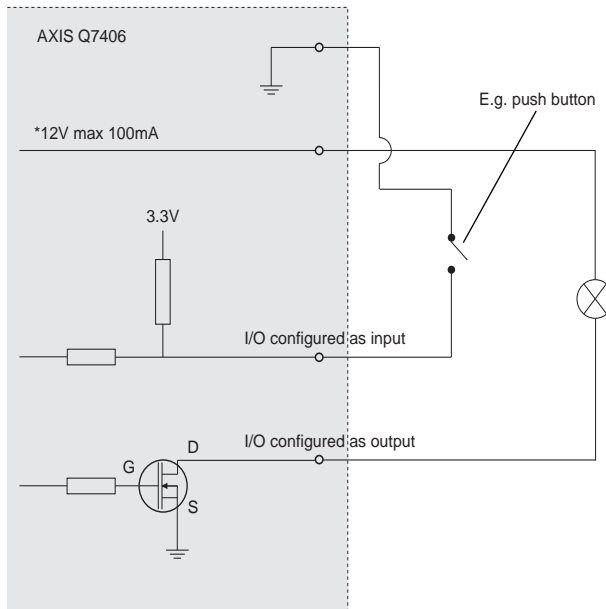 AXIS Q7406
E.g. push button
*12V max 100mA
3.3V
I/O configured as input
I/O configured as output
D
G
S